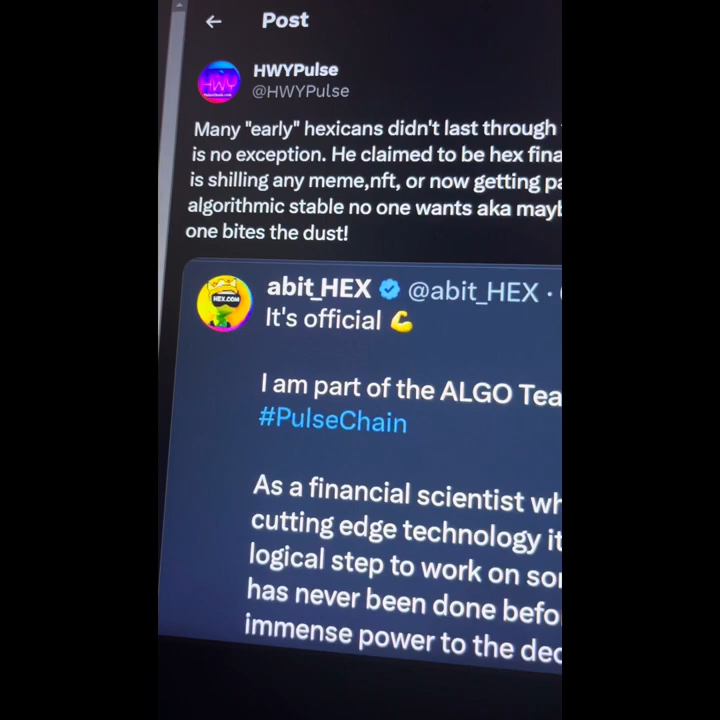 Post
HWYPulse
@HWYPulse
Many "early" hexicans didn't last through
is no exception. He claimed to be hex fina
is shilling any meme,nft, or now getting pa
algorithmic stable no one wants aka mayb
one bites the dust!
HEX.COM
abit_HEX @abit_HEX ·
It's official 💪
I am part of the ALGO Tea
#PulseChain
As a financial scientist wh
cutting edge technology it
logical step to work on so
has never been done befo
immense power to the dec